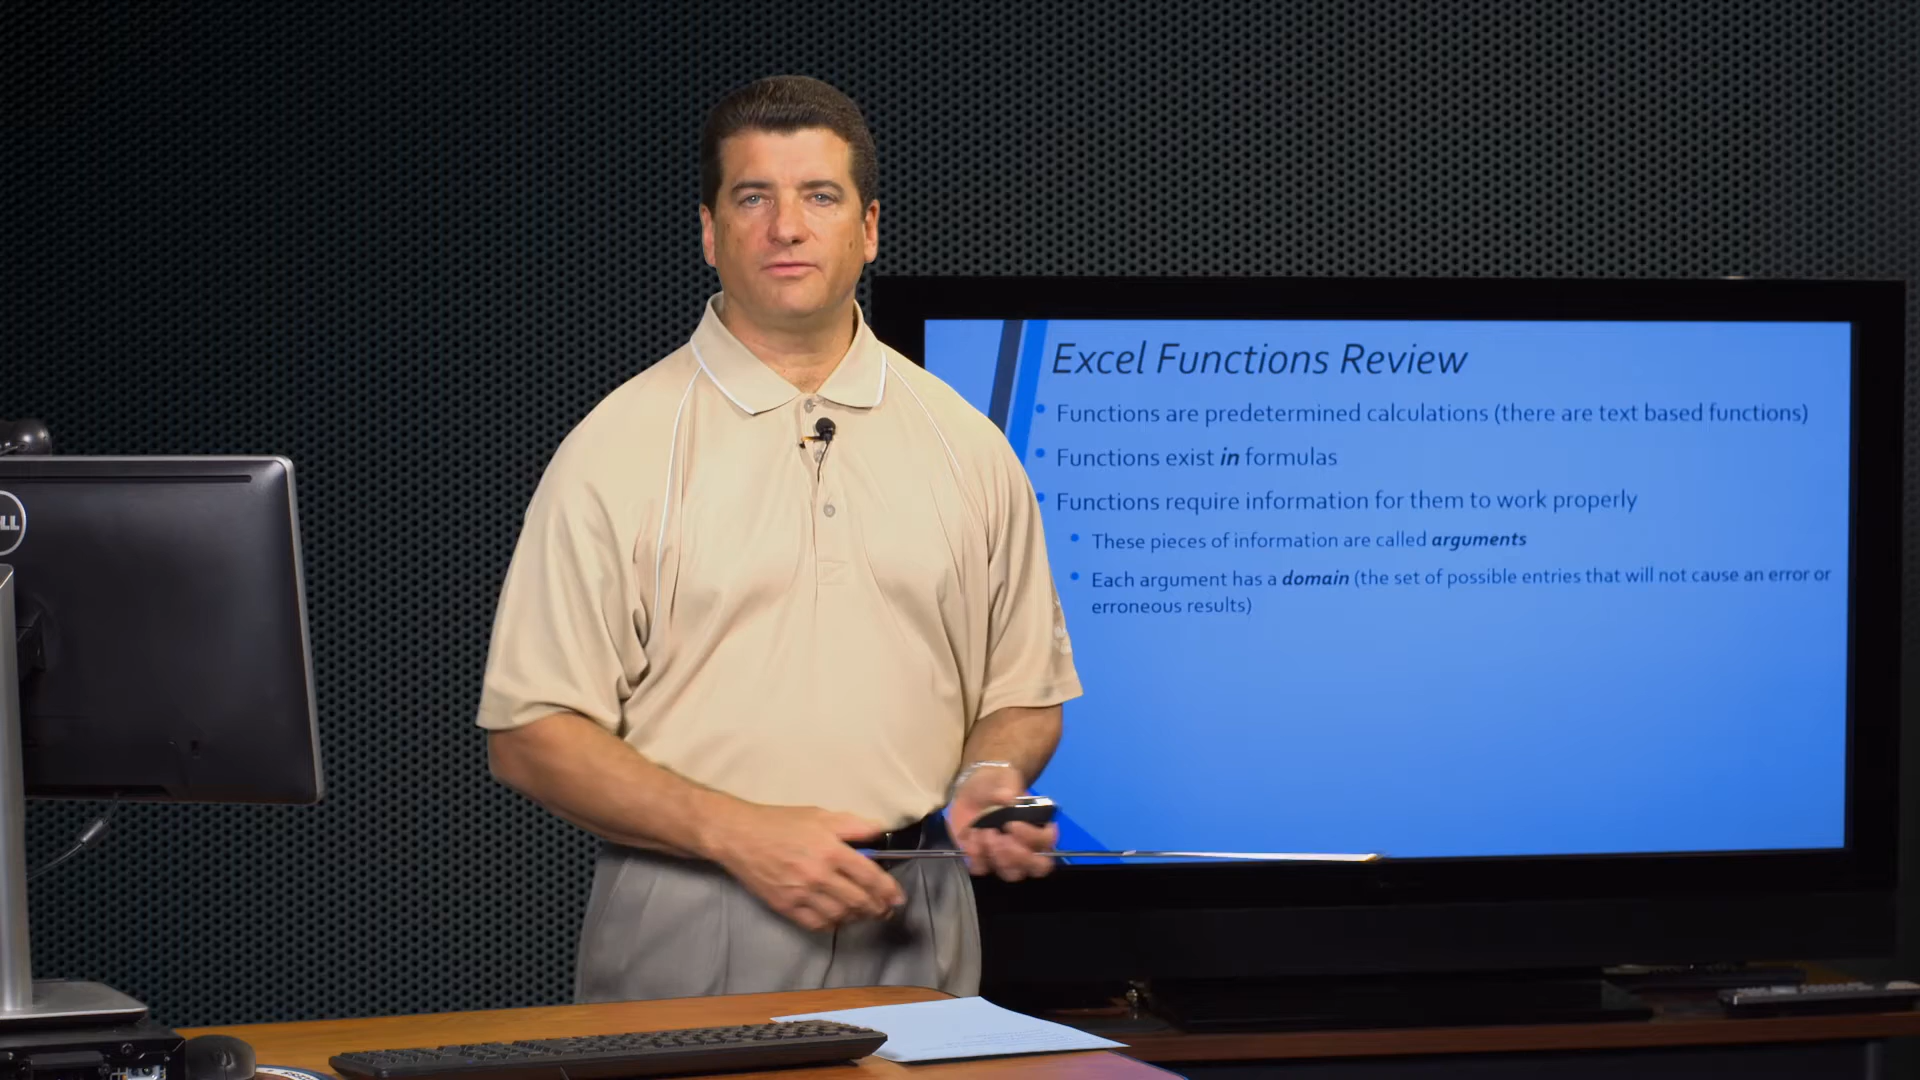 Excel Functions Review
Functions are predetermined calculations (there are text based functions)
Functions exist in formulas
Functions require information for them to work properly
These pieces of information are called arguments
Each argument has a domain (the set of possible entries that will not cause an error or
erroneous results)